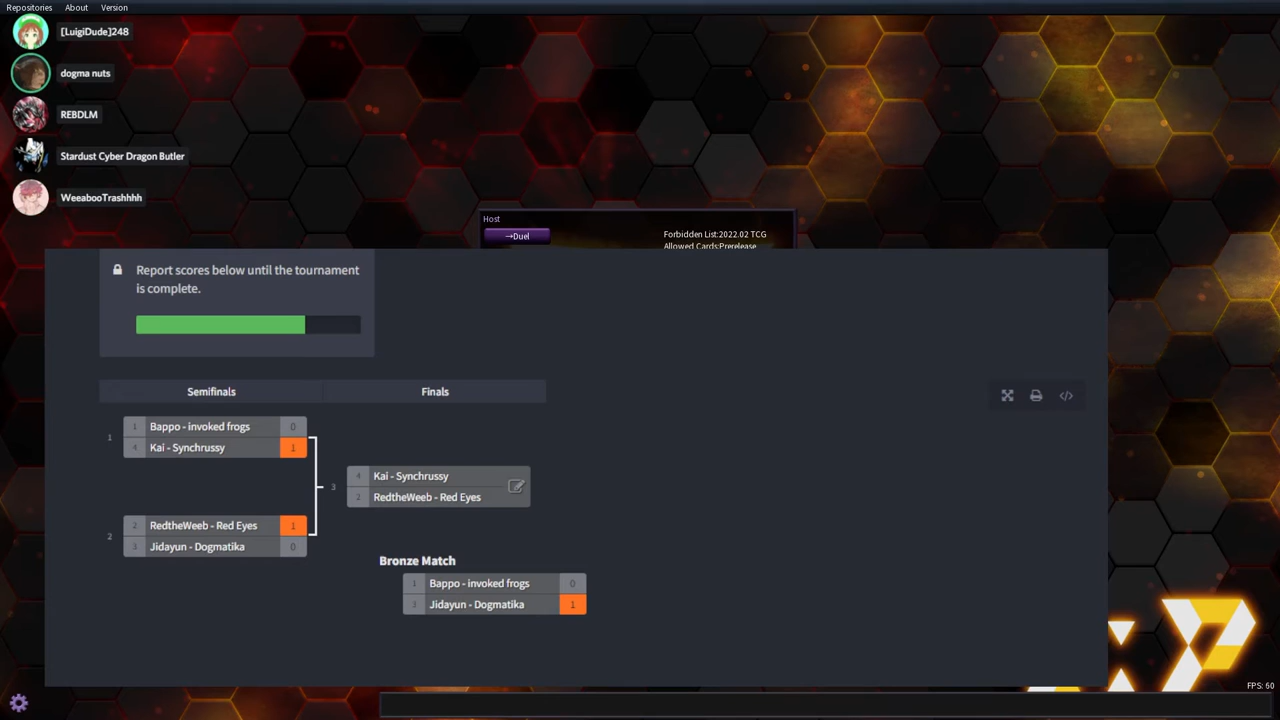 Repositories About Version
[LuigiDude]248
dogma nuts
REBDLM
Stardust Cyber Dragon Butler
WeeabooTrashhhh
Host
→Duel
Forbidden List:2022.02 TCG
Allowed Cards:Prerelease
Report scores below until the tournament
is complete.
Semifinals Finals
1
1 Bappo - invoked frogs 0
4 Kai - Synchrussy 1
3
4 Kai - Synchrussy
2 RedtheWeeb - Red Eyes
2
2 RedtheWeeb - Red Eyes 1
3 Jidayun - Dogmatika 0
Bronze Match
1 Bappo - invoked frogs 0
3 Jidayun - Dogmatika 1
FPS: 60